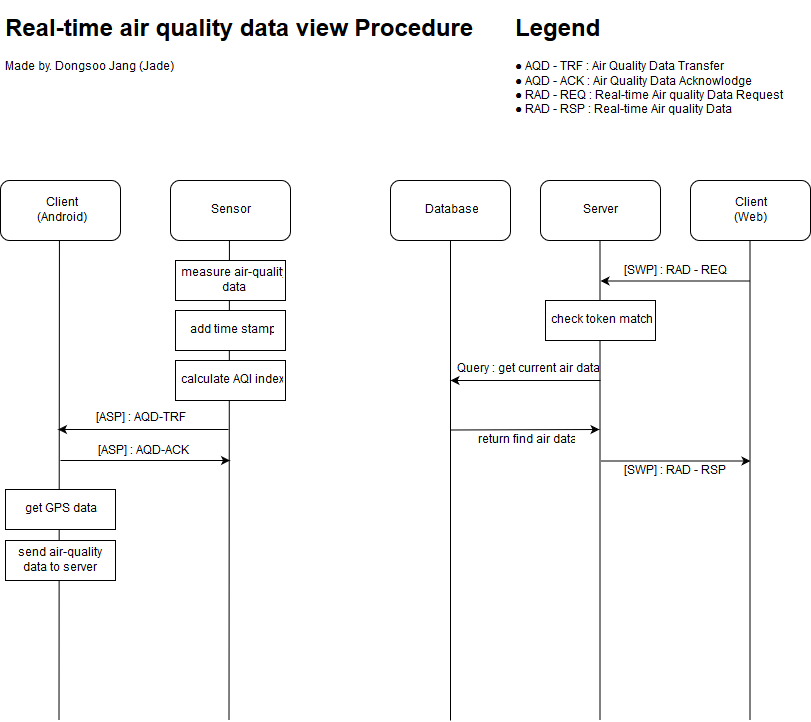 Real-time air quality data view Procedure
Legend
Made by. Dongsoo Jang (Jade)
● AQD - TRF : Air Quality Data Transfer
● AQD - ACK : Air Quality Data Acknowlodge
● RAD - REQ : Real-time Air quality Data Request
● RAD - RSP : Real-time Air quality Data
Client
(Android)
Sensor
Database
Server
Client
(Web)
measure air-qualit
data
[SWP] : RAD - REQ
add time stamp
check token match
calculate AQI index
Query : get current air data
[ASP] : AQD-TRF
return find air data
[ASP] : AQD-ACK
[SWP] : RAD - RSP
get GPS data
send air-quality
data to server